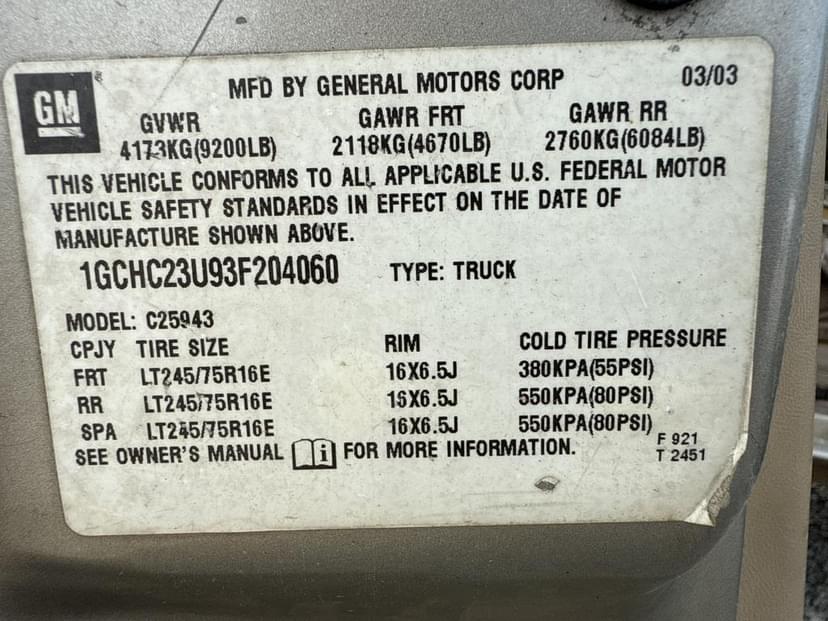 GM
MFD BY GENERAL MOTORS CORP 03/03
GVWR GAWR FRT GAWR RR
4173KG(9200LB) 2118KG(4670LB) 2760KG(6084LB)
THIS VEHICLE CONFORMS TO ALL APPLICABLE U.S. FEDERAL MOTOR
VEHICLE SAFETY STANDARDS IN EFFECT ON THE DATE OF
MANUFACTURE SHOWN ABOVE.
1GCHC23U93F204060 TYPE: TRUCK
MODEL: C25943
CPJY TIRE SIZE RIM COLD TIRE PRESSURE
FRT LT245/75R16E 16X6.5J 380KPA(55PSI)
RR LT245/75R16E 16X6.5J 550KPA(80PSI)
SPA LT245/75R16E 16X6.5J 550KPA(80PSI)
SEE OWNER'S MANUAL i FOR MORE INFORMATION. F 921
T 2451